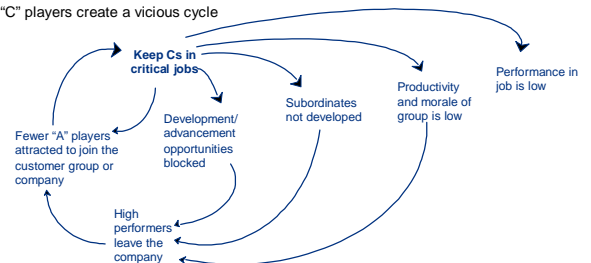 “C” players create a vicious cycle
Keep Cs in
critical jobs
Performance in
job is low
Productivity
and morale of
group is low
Subordinates
not developed
Development/
advancement
opportunities
blocked
Fewer “A” players
attracted to join the
customer group or
company
High
performers
leave the
company